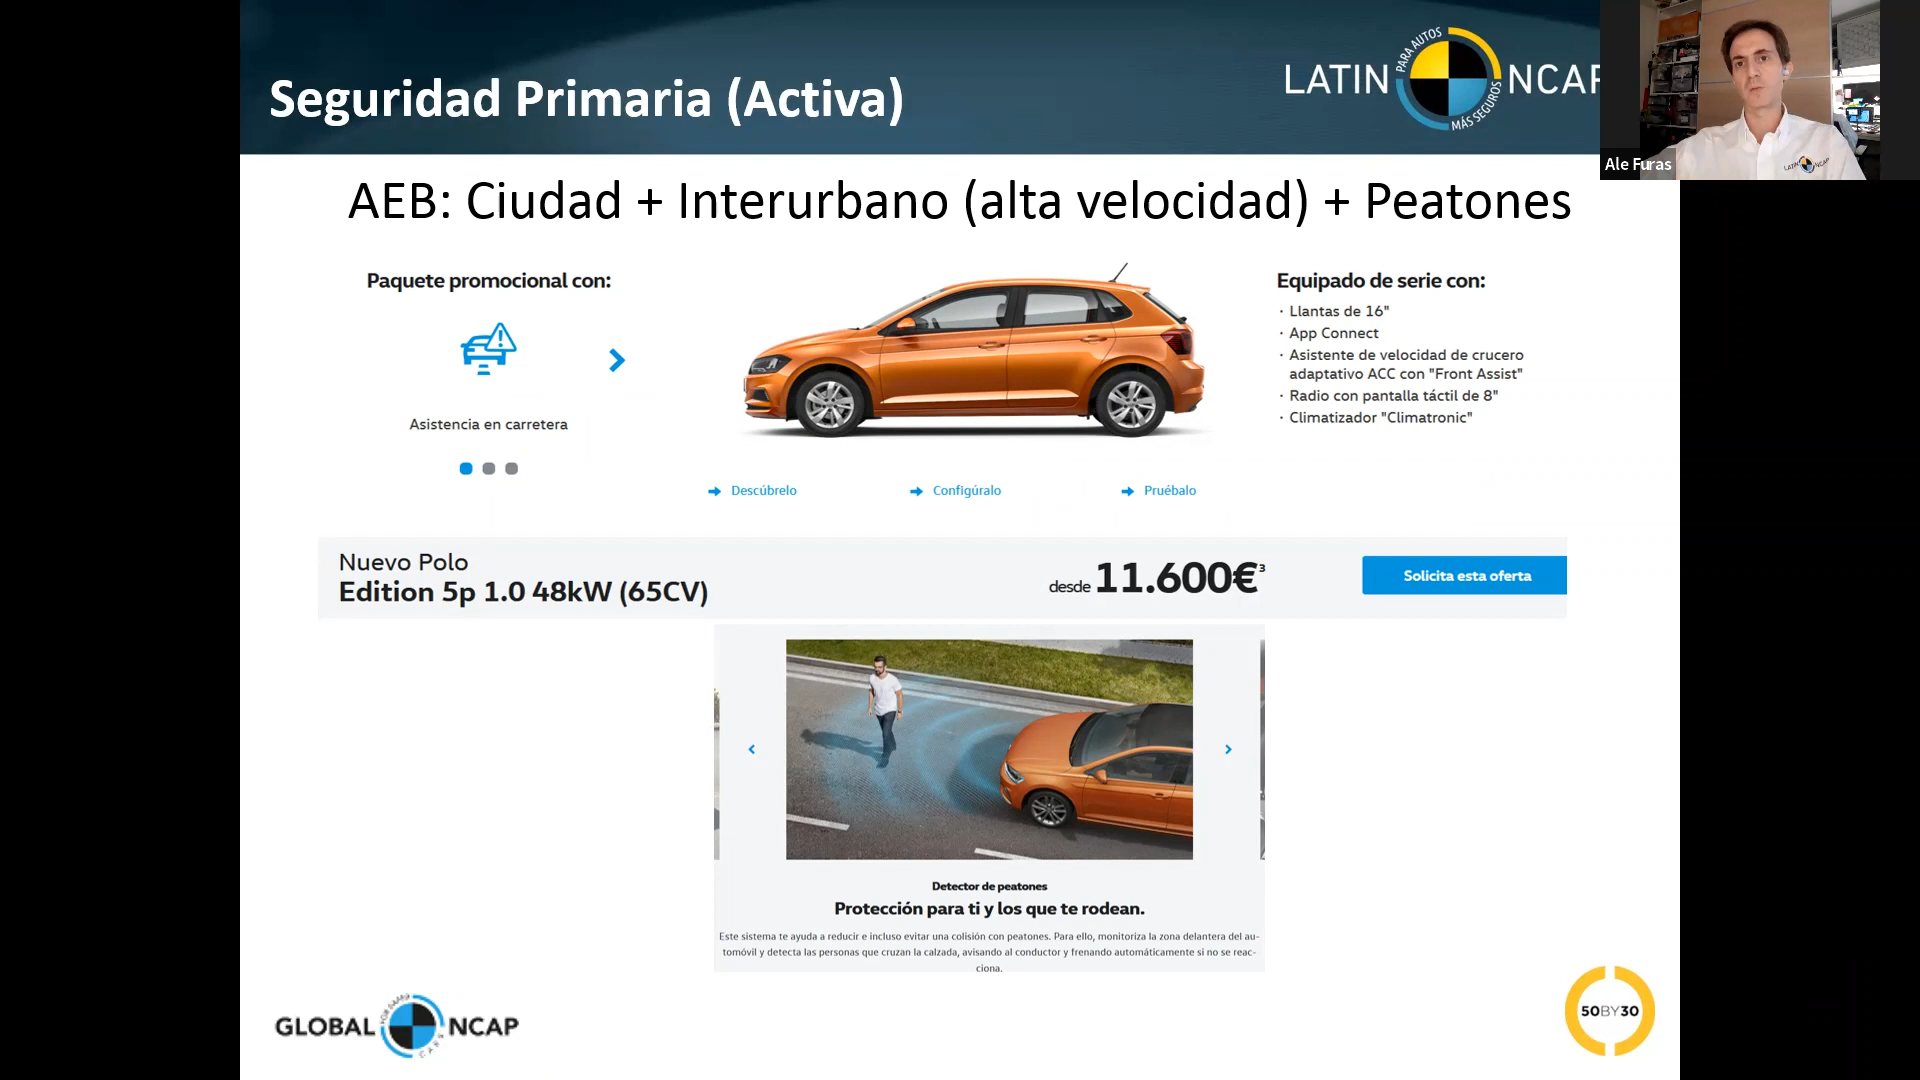 Seguridad Primaria (Activa)
LATIN NCAP
PARA AUTOS
MÁS SEGUROS
Ale Furas
LATIN NCAP
AEB: Ciudad + Interurbano (alta velocidad) + Peatones
Paquete promocional con:
Asistencia en carretera
Equipado de serie con:
· Llantas de 16"
· App Connect
· Asistente de velocidad de crucero
adaptativo ACC con "Front Assist"
· Radio con pantalla táctil de 8"
· Climatizador "Climatronic"
Descúbrelo
Configúralo
Pruébalo
Nuevo Polo
Edition 5p 1.0 48kW (65CV)
desde 11.600€³
Solicita esta oferta
Detector de peatones
Protección para ti y los que te rodean.
Este sistema te ayuda a reducir e incluso evitar una colisión con peatones. Para ello, monitoriza la zona delantera del au-
tomóvil y detecta las personas que cruzan la calzada, avisando al conductor y frenando automáticamente si no se reac-
ciona.
GLOBAL NCAP
FOR SAFER
CARS
50BY30